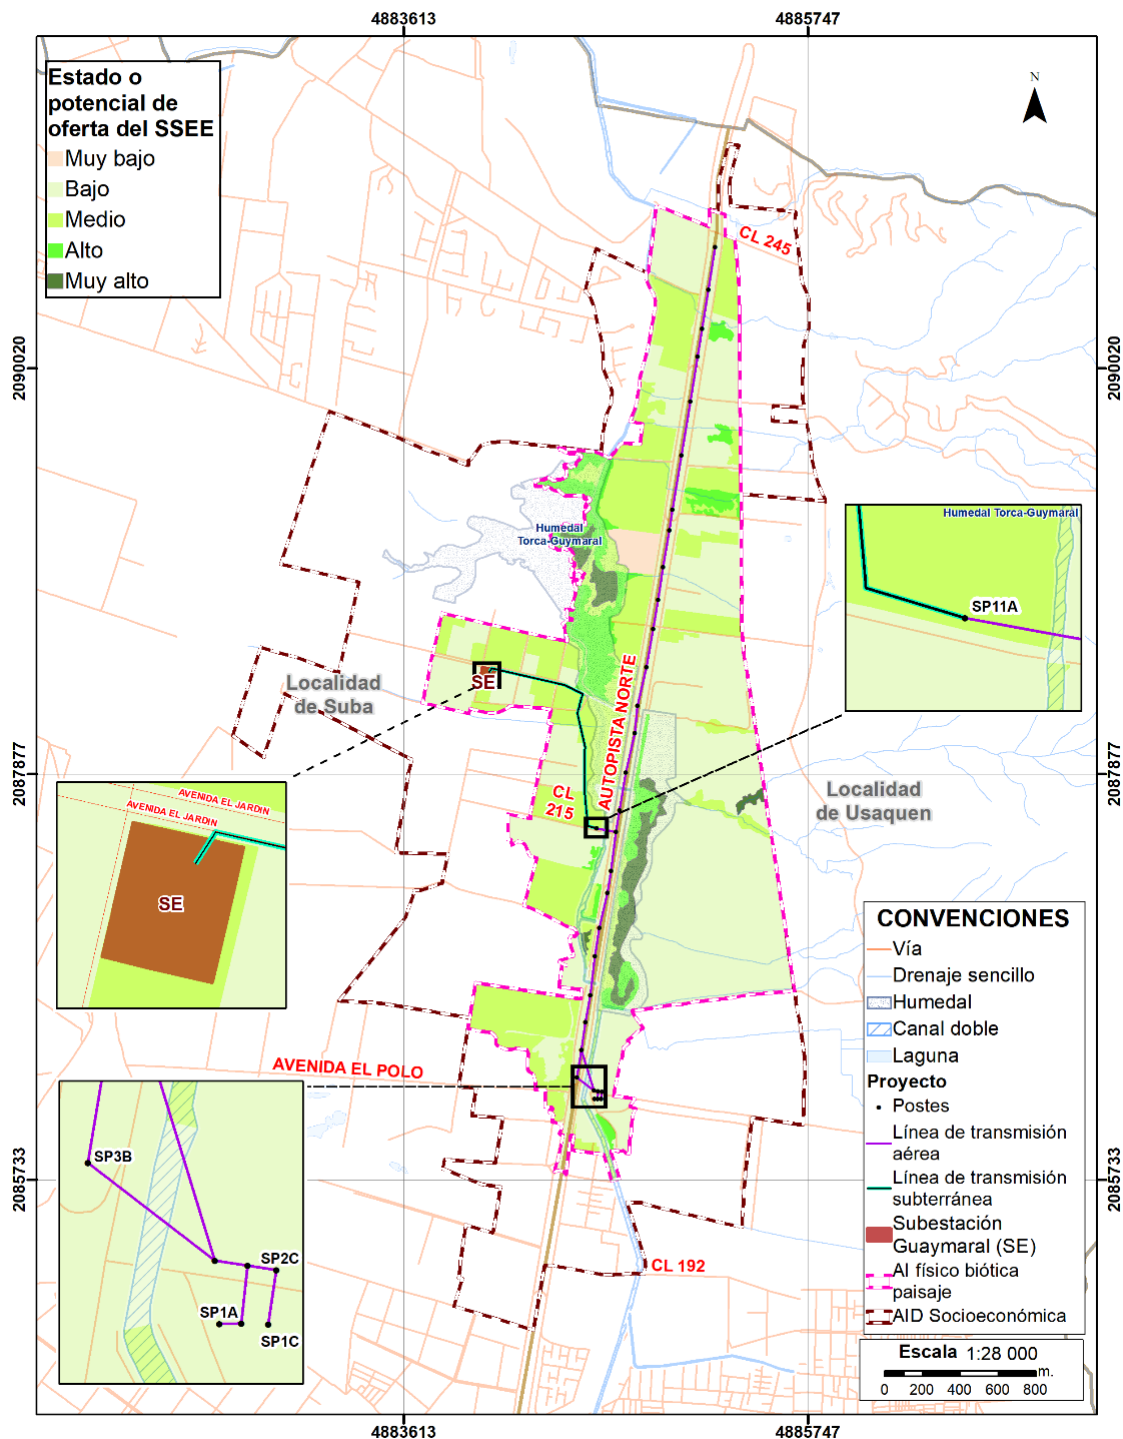 4883613
4885747
Estado o
potencial de
oferta del SSEE
Muy bajo
Bajo
Medio
Alto
Muy alto
N
CL 245
2090020
2090020
Humedal
Torca-Guymaral
Humedal Torca-Guymaral
SP11A
SE
Localidad
de Suba
AUTOPISTA NORTE
2087877
2087877
CL
215
Localidad
de Usaquen
AVENIDA EL JARDIN
AVENIDA EL JARDIN
SE
AVENIDA EL POLO
SP3B
SP2C
SP1A
SP1C
2085733
2085733
CL 192
CONVENCIONES
Vía
Drenaje sencillo
Humedal
Canal doble
Laguna
Proyecto
Postes
Línea de transmisión
aérea
Línea de transmisión
subterránea
Subestación
Guaymaral (SE)
AI físico biótica
paisaje
AID Socioeconómica
Escala 1:28 000
m.
0 200 400 600 800
4883613
4885747